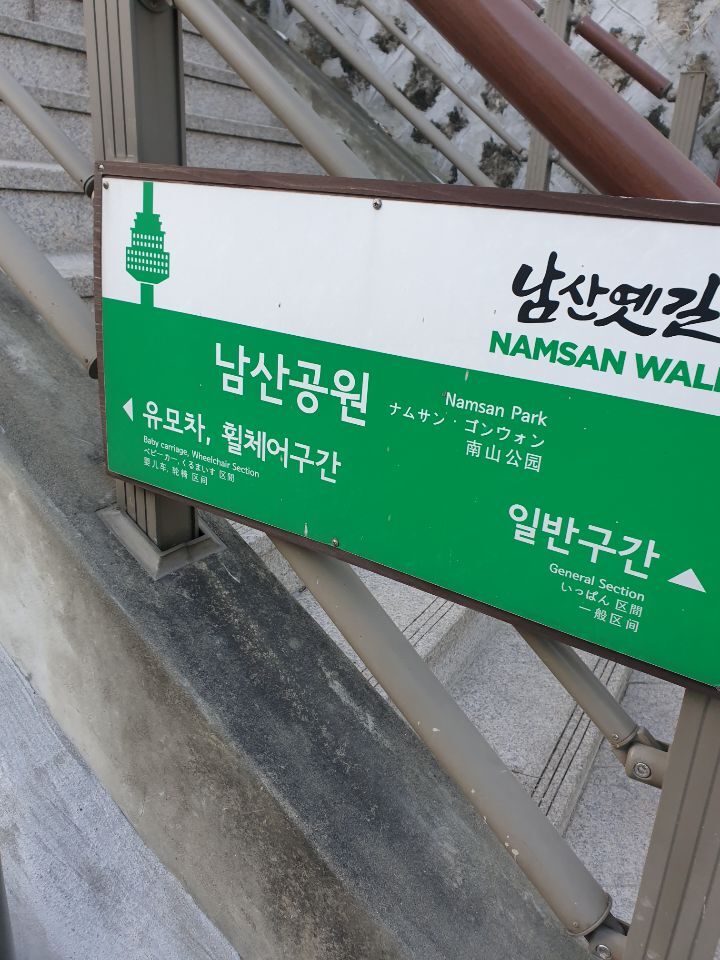 남산옛길
NAMSAN WAL
남산공원
Namsan Park
ナムサン・ゴンウォン
南山公园
유모차, 휠체어구간
Baby carriage, Wheelchair Section
ベビーカー, くるまいす 区間
婴儿车, 轮椅 区间
일반구간
General Section
いっぱん 区間
一般区间